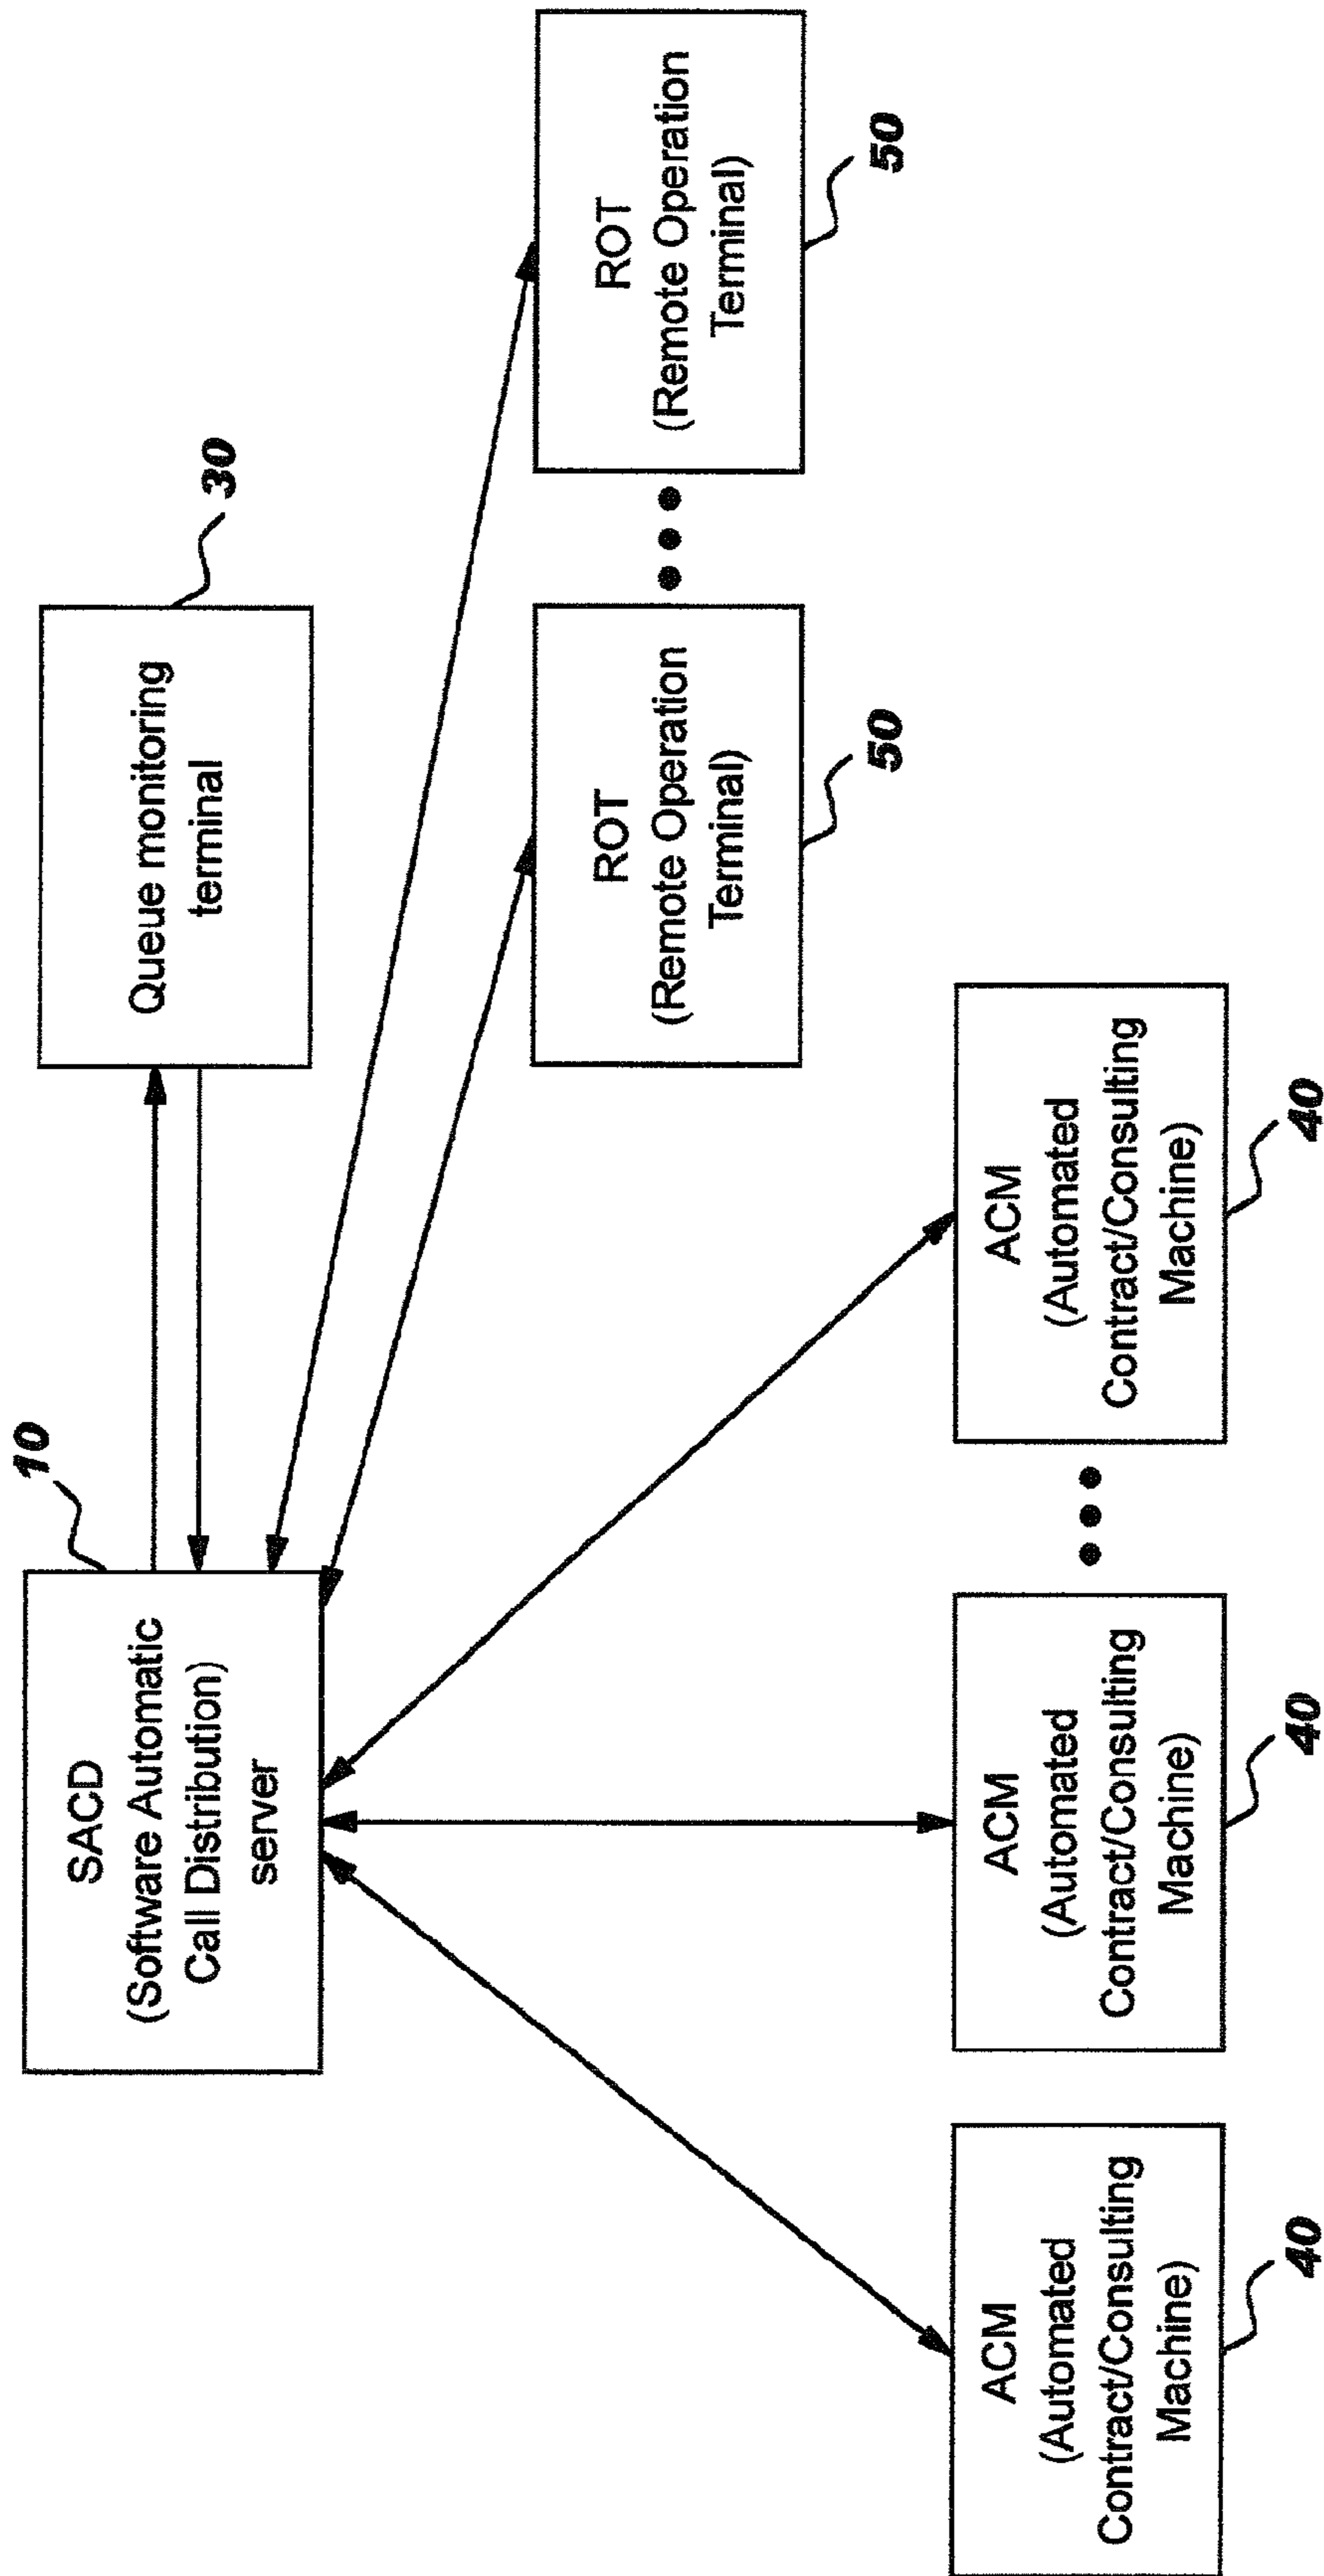 10
SACD
(Software Automatic
Call Distribution)
server
Queue monitoring
terminal
30
ROT
(Remote Operation
Terminal)
50
ROT
(Remote Operation
Terminal)
50
ACM
(Automated
Contract/Consulting
Machine)
40
ACM
(Automated
Contract/Consulting
Machine)
40
ACM
(Automated
Contract/Consulting
Machine)
40